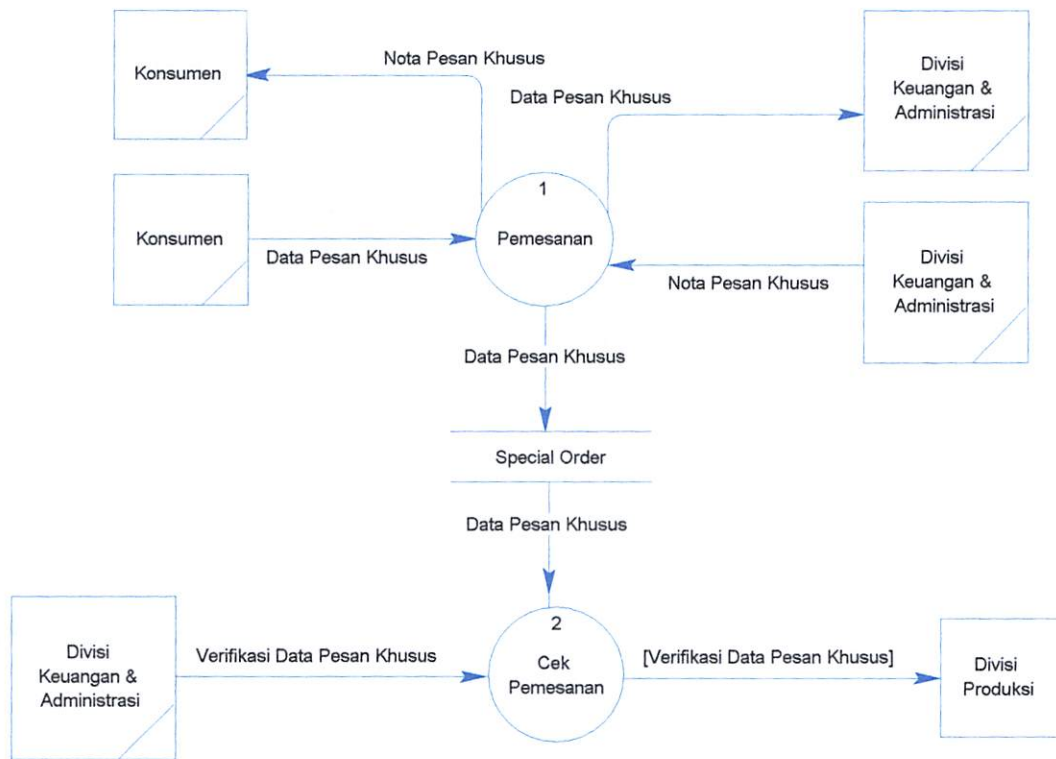 Konsumen
Nota Pesan Khusus
Data Pesan Khusus
Divisi
Keuangan &
Administrasi
1
Pemesanan
Konsumen
Data Pesan Khusus
Nota Pesan Khusus
Divisi
Keuangan &
Administrasi
Data Pesan Khusus
Special Order
Data Pesan Khusus
Divisi
Keuangan &
Administrasi
Verifikasi Data Pesan Khusus
2
Cek
Pemesanan
[Verifikasi Data Pesan Khusus]
Divisi
Produksi